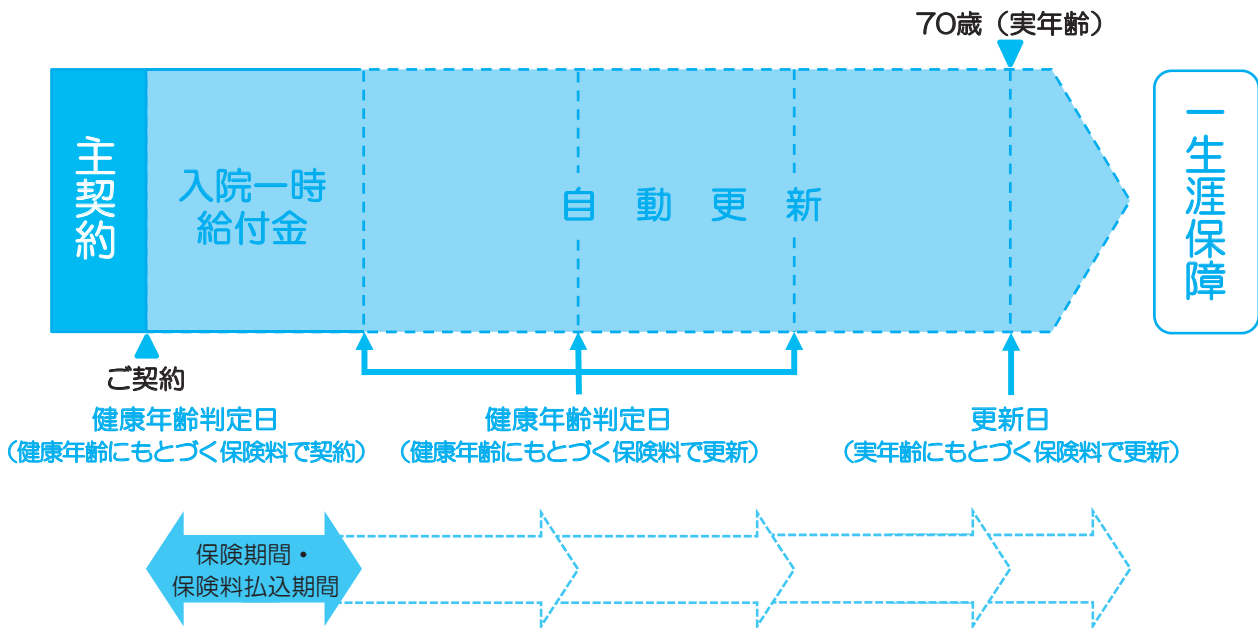 70歳（実年齢）
主契約
入院一時
給付金
自動更新
一生涯保障
ご契約
健康年齢判定日
（健康年齢にもとづく保険料で契約）
健康年齢判定日
（健康年齢にもとづく保険料で更新）
更新日
（実年齢にもとづく保険料で更新）
保険期間・
保険料払込期間